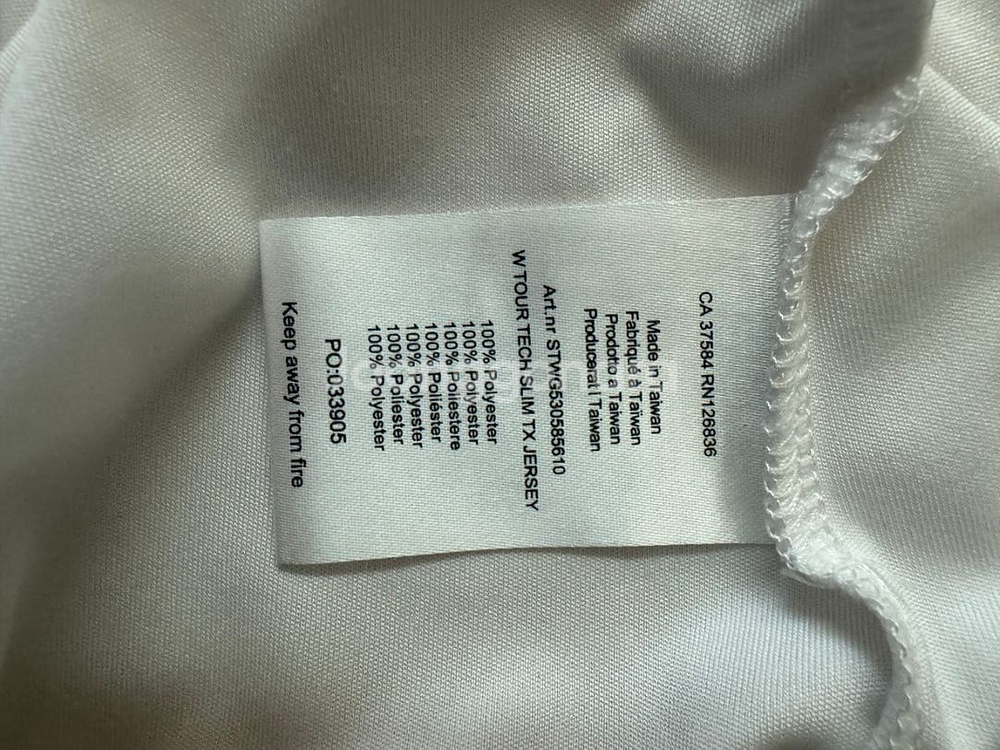 CA 37584 RN126836
Made in Taiwan
Fabriqué à Taïwan
Prodotto a Taiwan
Producerat I Taiwan
Art.nr STWG530585610
W TOUR TECH SLIM TX JERSEY
100% Polyester
100% Polyester
100% Poliestere
100% Poliéster
100% Polyester
100% Poliester
100% Polyester
PO:033905
Keep away from fire